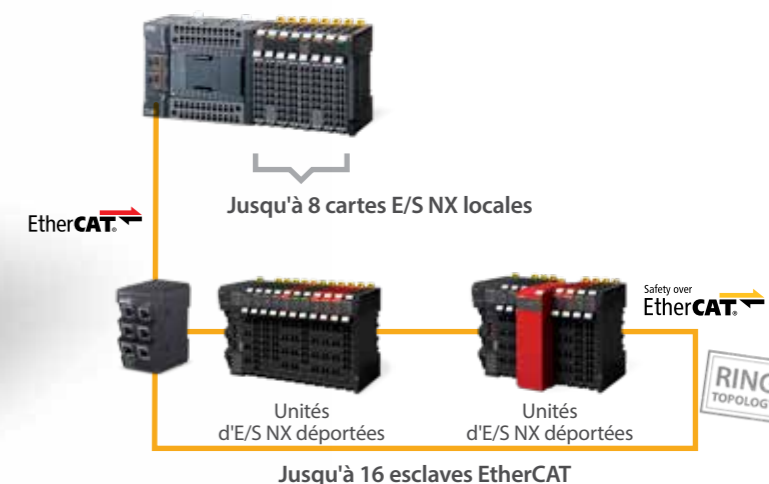 Jusqu'à 8 cartes E/S NX locales
EtherCAT®
Safety over
EtherCAT®
Unités
d'E/S NX déportées
Unités
d'E/S NX déportées
Jusqu'à 16 esclaves EtherCAT